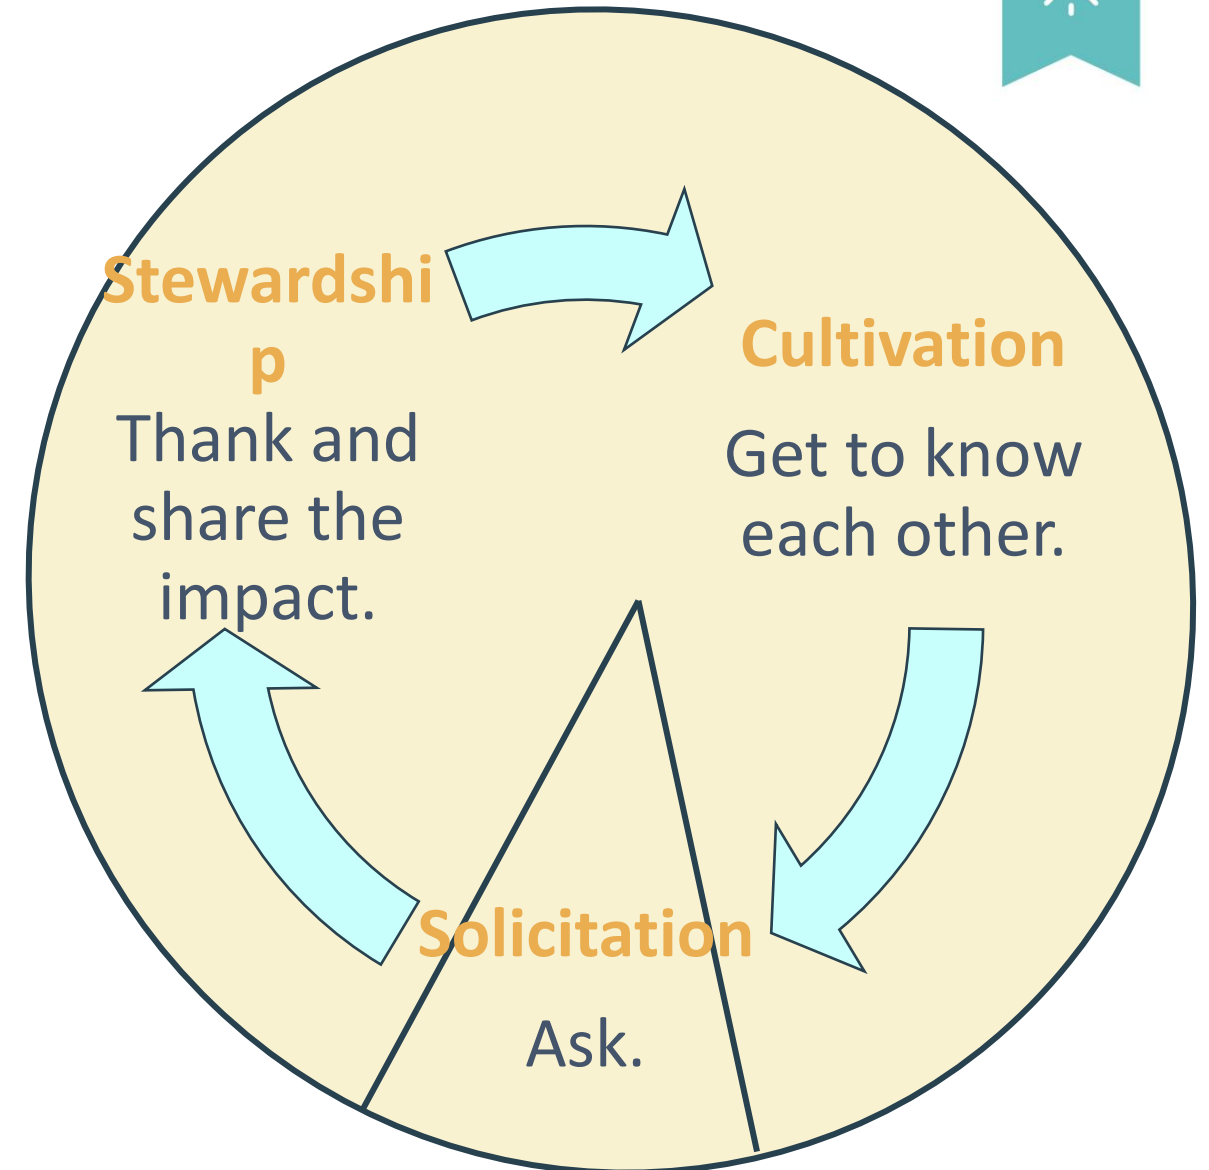 Stewardshi
p
Thank and
share the
impact.
Cultivation
Get to know
each other.
Solicitation
Ask.